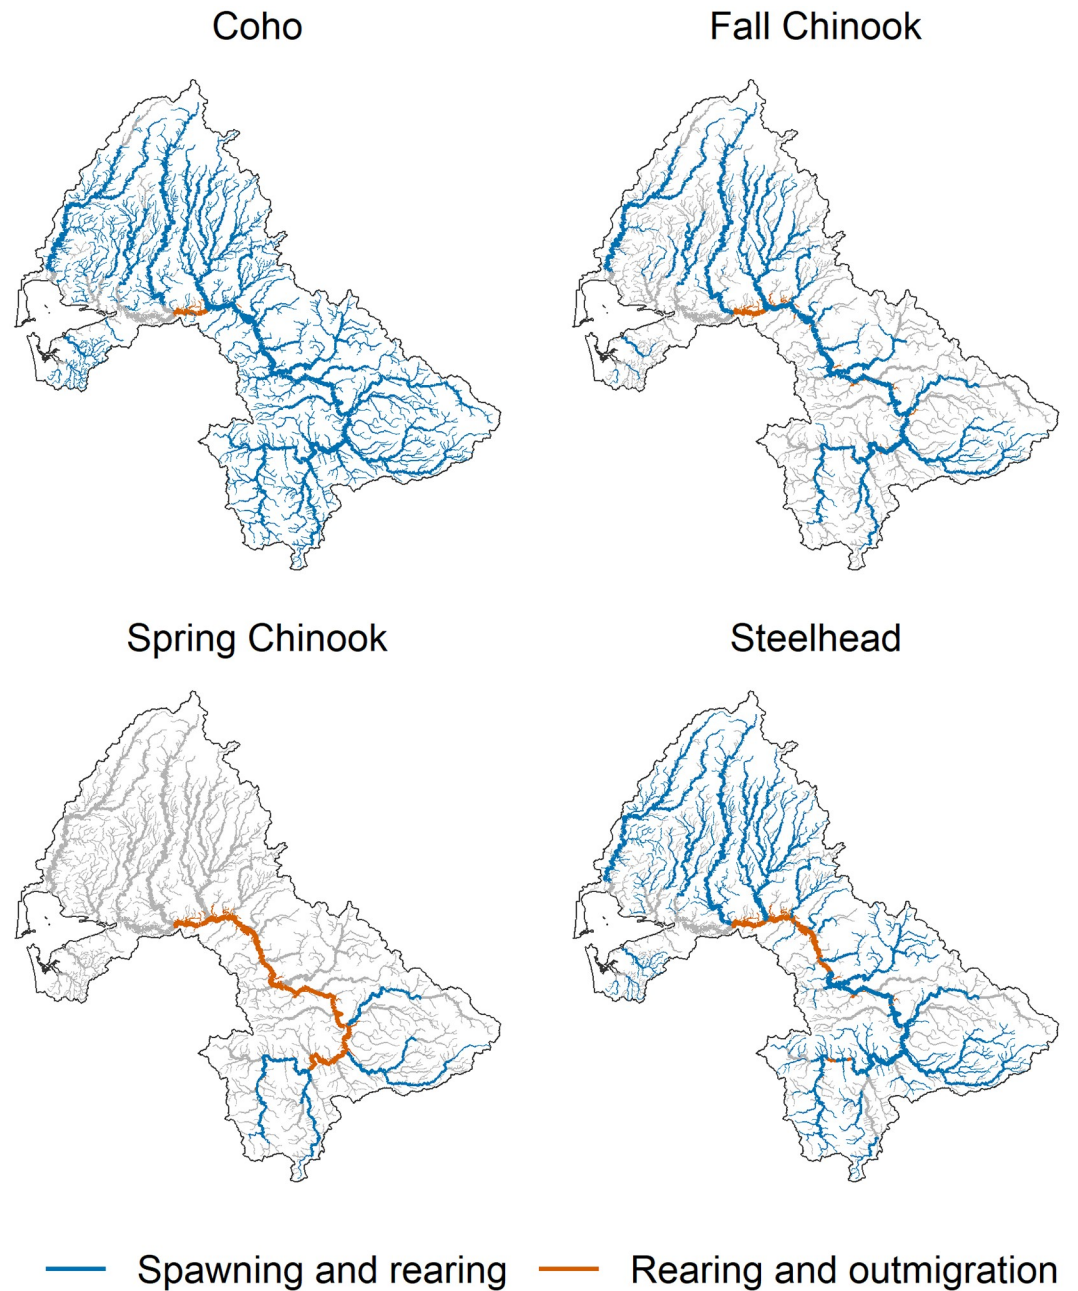 Coho
Fall Chinook
Spring Chinook
Steelhead
Spawning and rearing
Rearing and outmigration